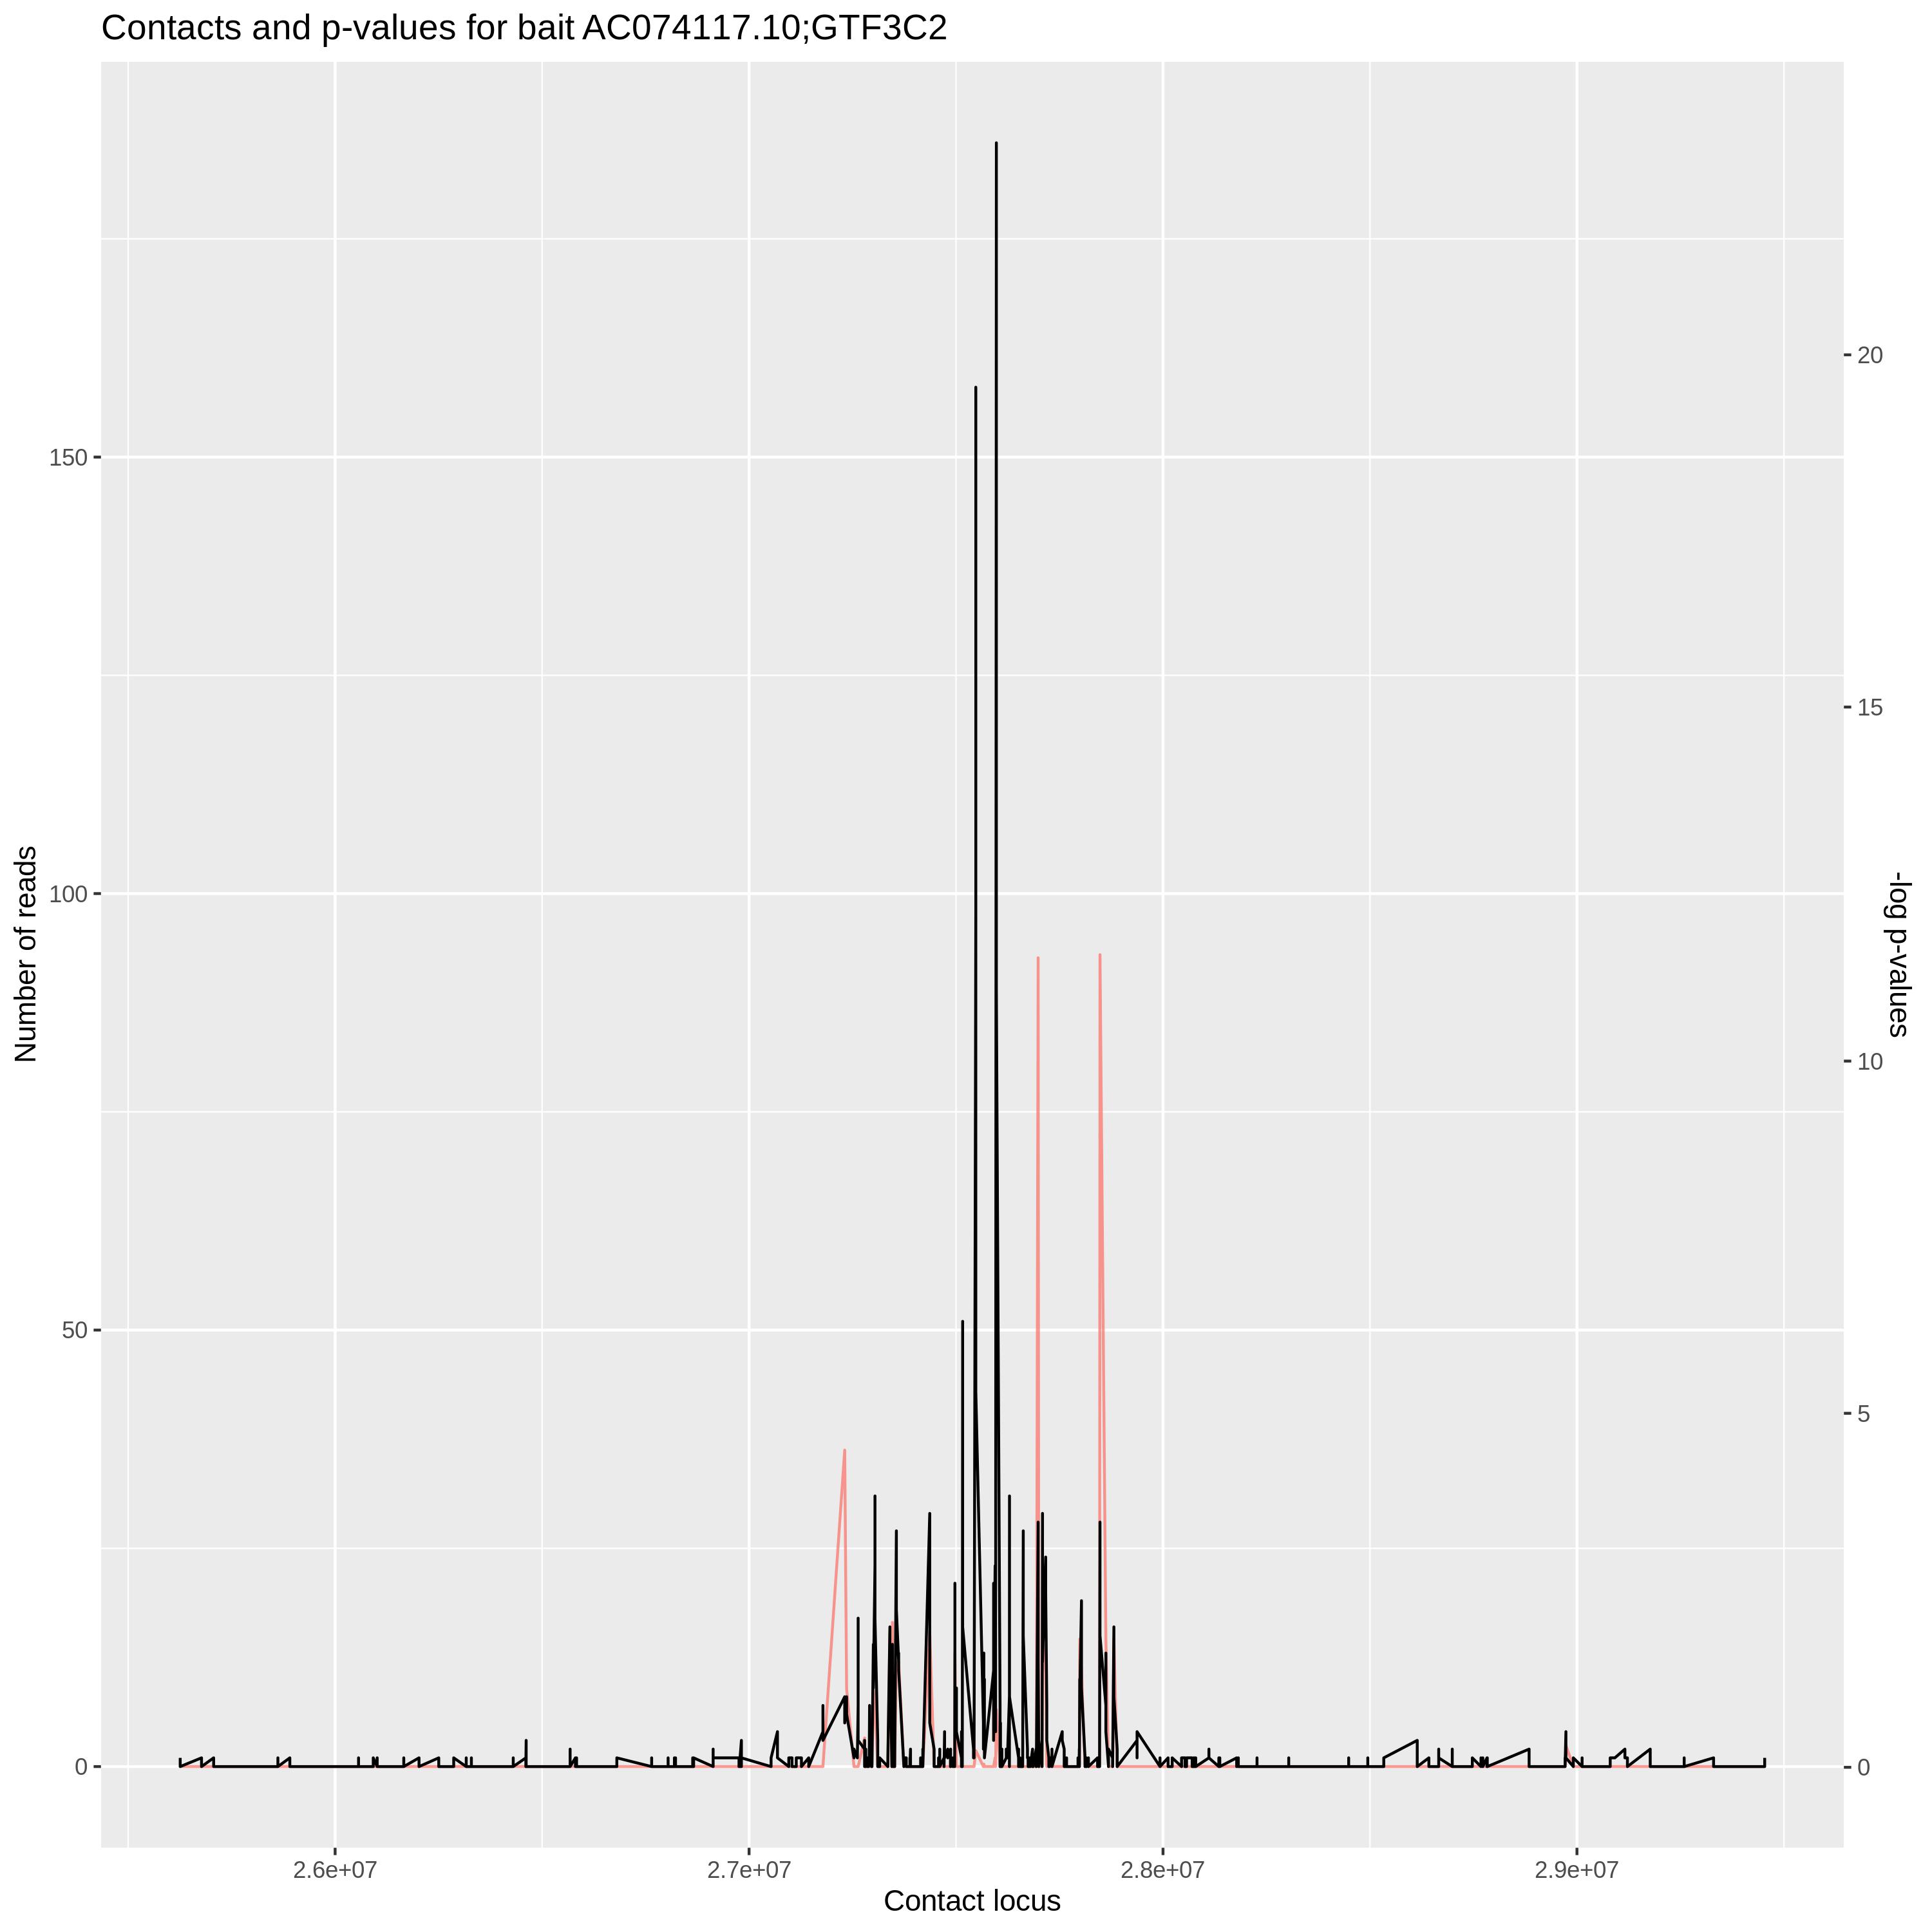 Contacts and p-values for bait AC074117.10;GTF3C2
150
100
50
0
Number of reads
20
15
10
5
0
-log p-values
2.6e+07
2.7e+07
2.8e+07
2.9e+07
Contact locus